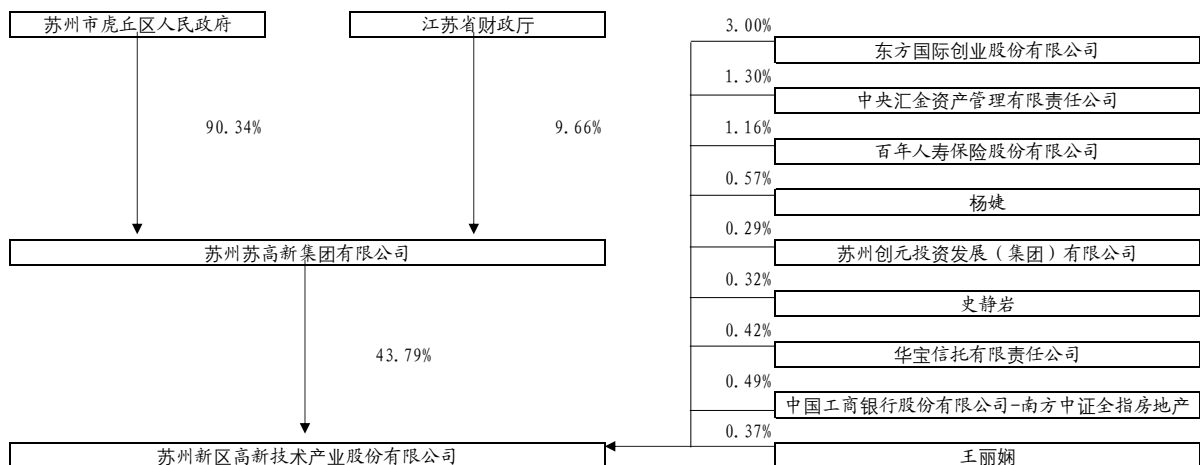 苏州市虎丘区人民政府
江苏省财政厅
3.00%
东方国际创业股份有限公司
1.30%
中央汇金资产管理有限责任公司
90.34%
9.66%
1.16%
百年人寿保险股份有限公司
0.57%
杨婕
0.29%
苏州苏高新集团有限公司
苏州创元投资发展（集团）有限公司
0.32%
史静岩
0.42%
43.79%
华宝信托有限责任公司
0.49%
中国工商银行股份有限公司-南方中证全指房地产
0.37%
苏州新区高新技术产业股份有限公司
王丽娴